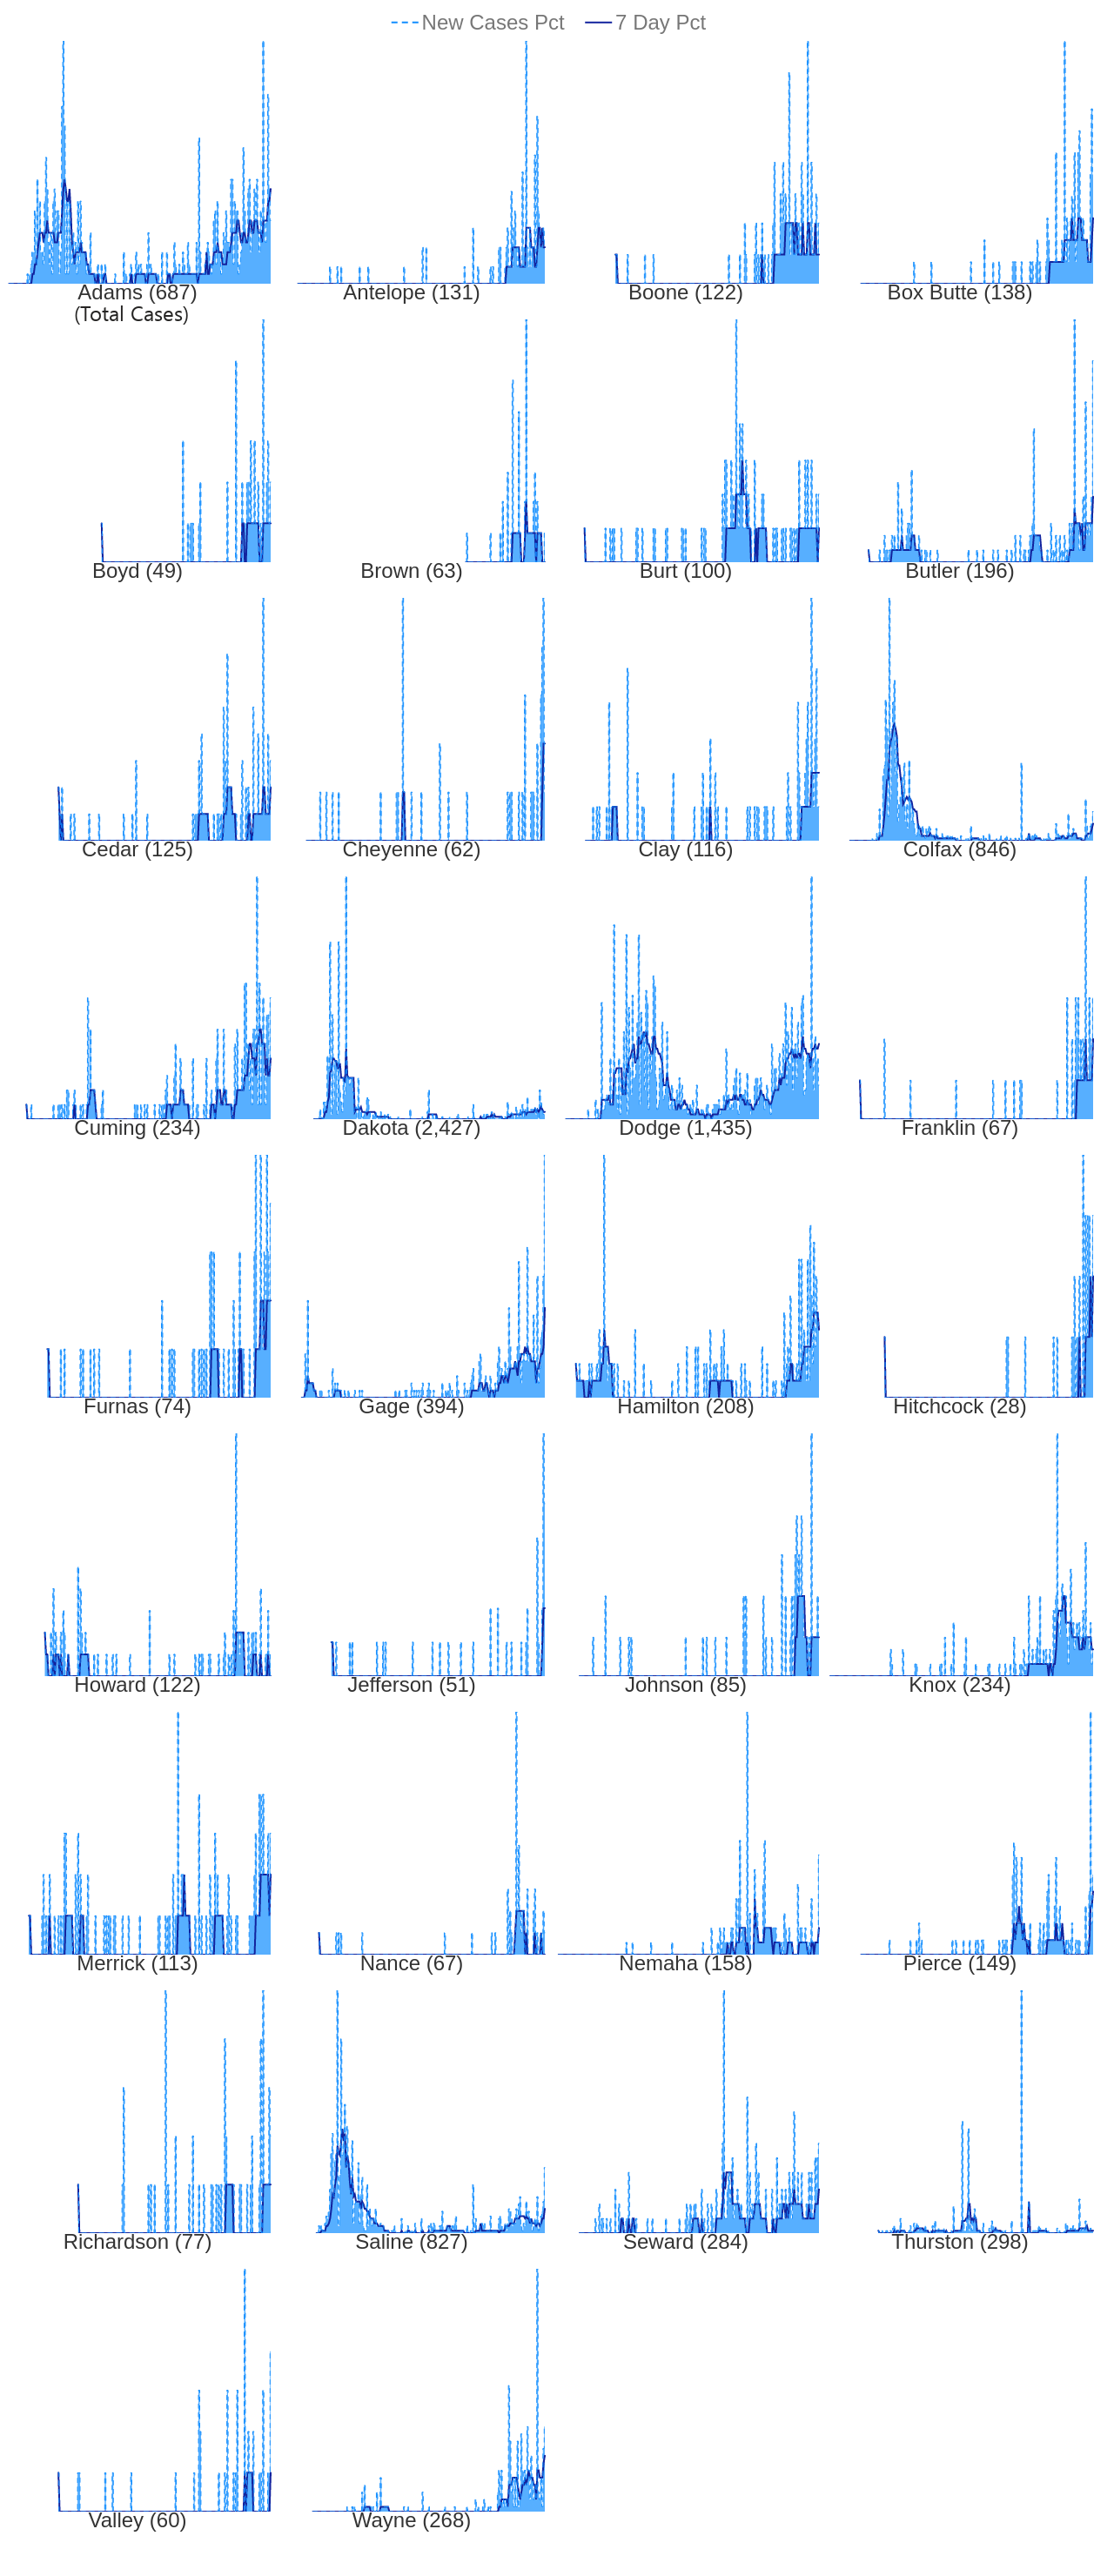 New Cases Pct 7 Day Pct
Adams (687) Antelope (131) Boone (122) Box Butte (138)
(Total Cases)
Boyd (49) Brown (63) Burt (100) Butler (196)
Cedar (125) Cheyenne (62) Clay (116) Colfax (846)
Cuming (234) Dakota (2,427) Dodge (1,435) Franklin (67)
Furnas (74) Gage (394) Hamilton (208) Hitchcock (28)
Howard (122) Jefferson (51) Johnson (85) Knox (234)
Merrick (113) Nance (67) Nemaha (158) Pierce (149)
Richardson (77) Saline (827) Seward (284) Thurston (298)
Valley (60) Wayne (268)